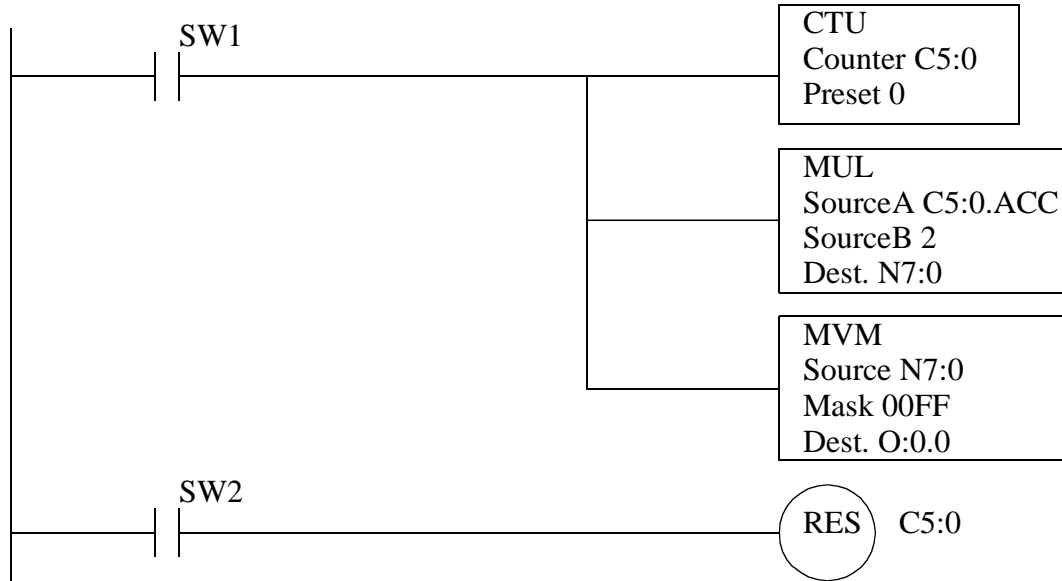 SW1
CTU
Counter C5:0
Preset 0
MUL
SourceA C5:0.ACC
SourceB 2
Dest. N7:0
MVM
Source N7:0
Mask 00FF
Dest. O:0.0
SW2
RES C5:0